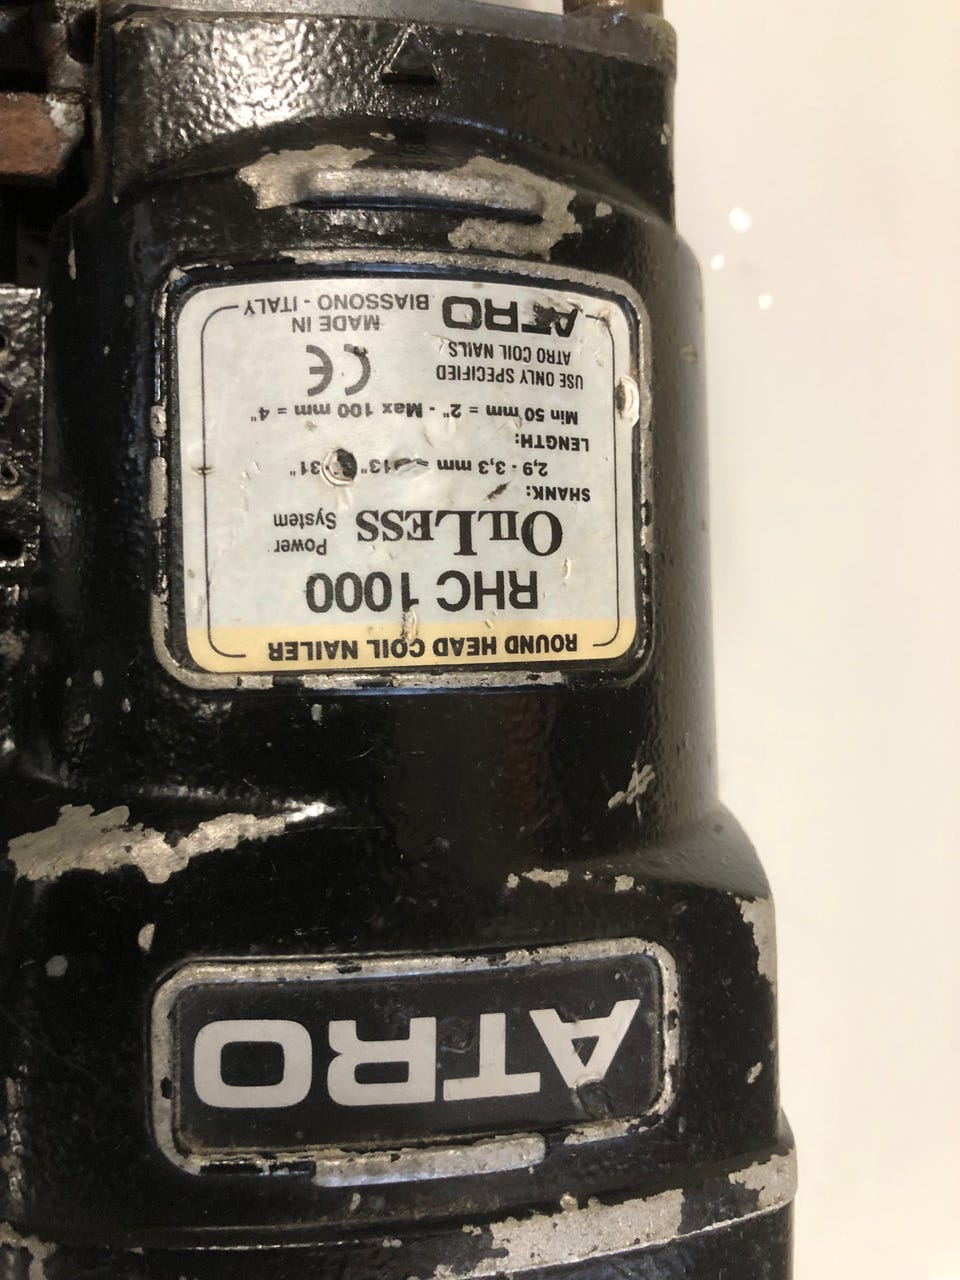 ROUND HEAD COIL NAILER
RHC 1000
OILLESS Power System
SHANK:
2,9 - 3,3 mm =
LENGTH:
Min 50 mm = 2" - Max 100 mm = 4"
USE ONLY SPECIFIED
ATRO COIL NAILS
CE
MADE IN
ATRO BIASSONO - ITALY
ATRO